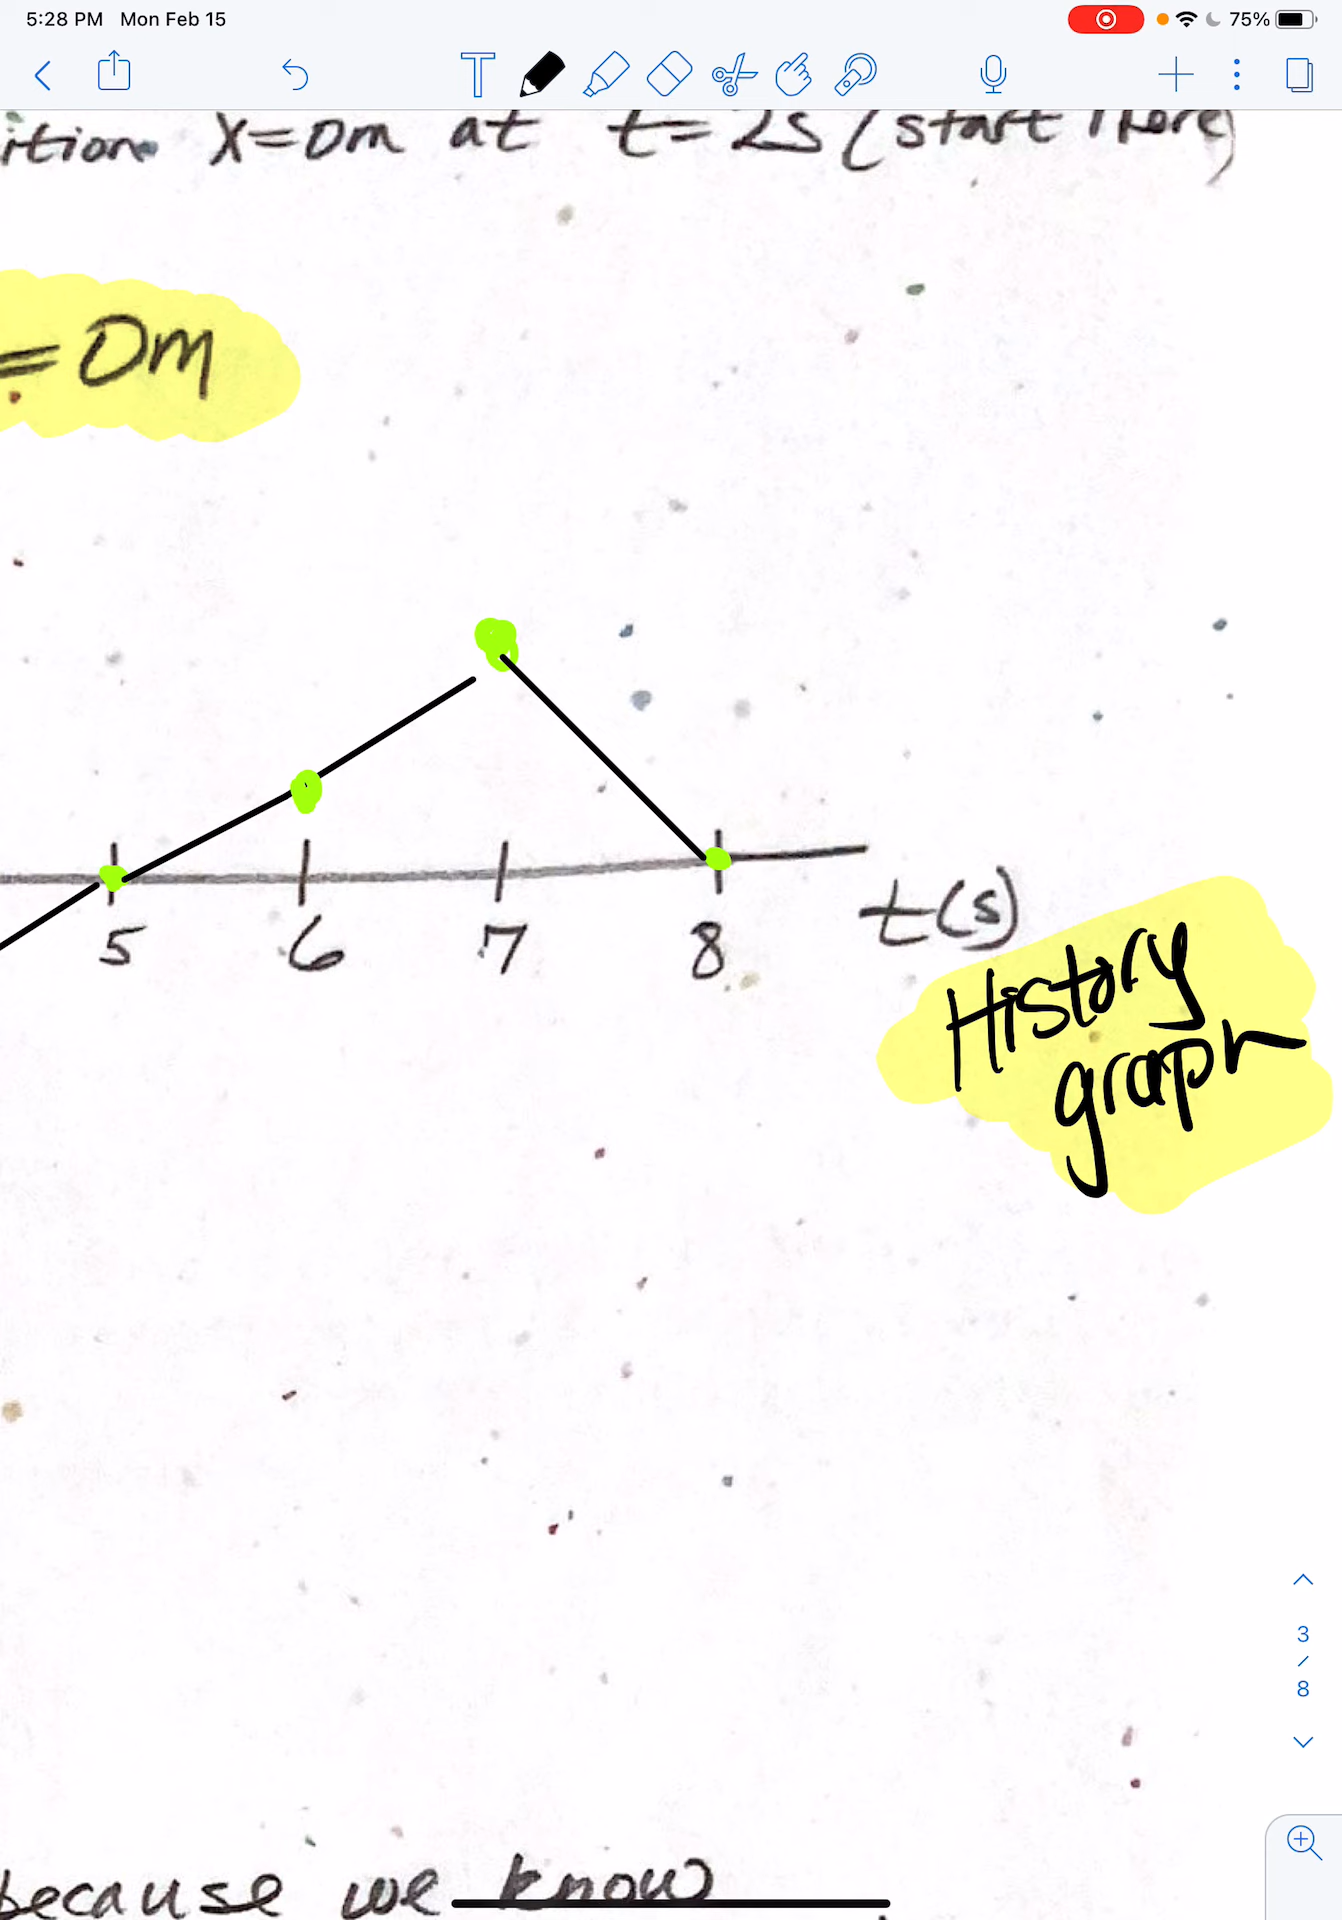 5:28 PM Mon Feb 15 75%
T
ition X=0m at t=2s (start there)
=0m
5 6 7 8 t(s)
History
graph
3
/
8
because we know